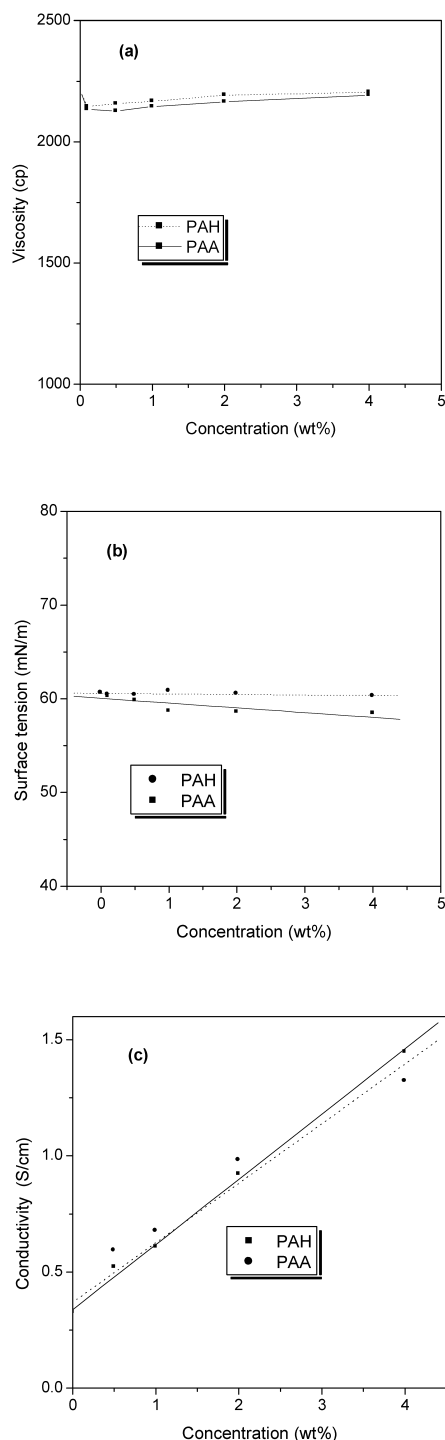 2500
(a)
2000
Viscosity (cp)
PAH
PAA
1500
1000
0 1 2 3 4 5
Concentration (wt%)
80
(b)
70
Surface tension (mN/m)
60
PAH
PAA
50
40
0 1 2 3 4 5
Concentration (wt%)
1.5
(c)
1.0
Conductivity (S/cm)
PAH
PAA
0.5
0.0
0 1 2 3 4
Concentration (wt%)